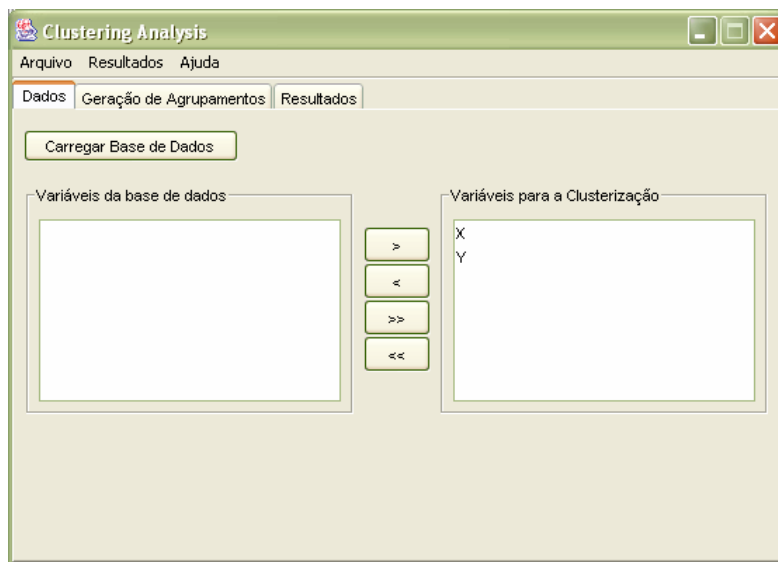 Clustering Analysis
Arquivo Resultados Ajuda
Dados Geração de Agrupamentos Resultados
Carregar Base de Dados
Variáveis da base de dados
>
<
>>
<<
Variáveis para a Clusterização
X
Y